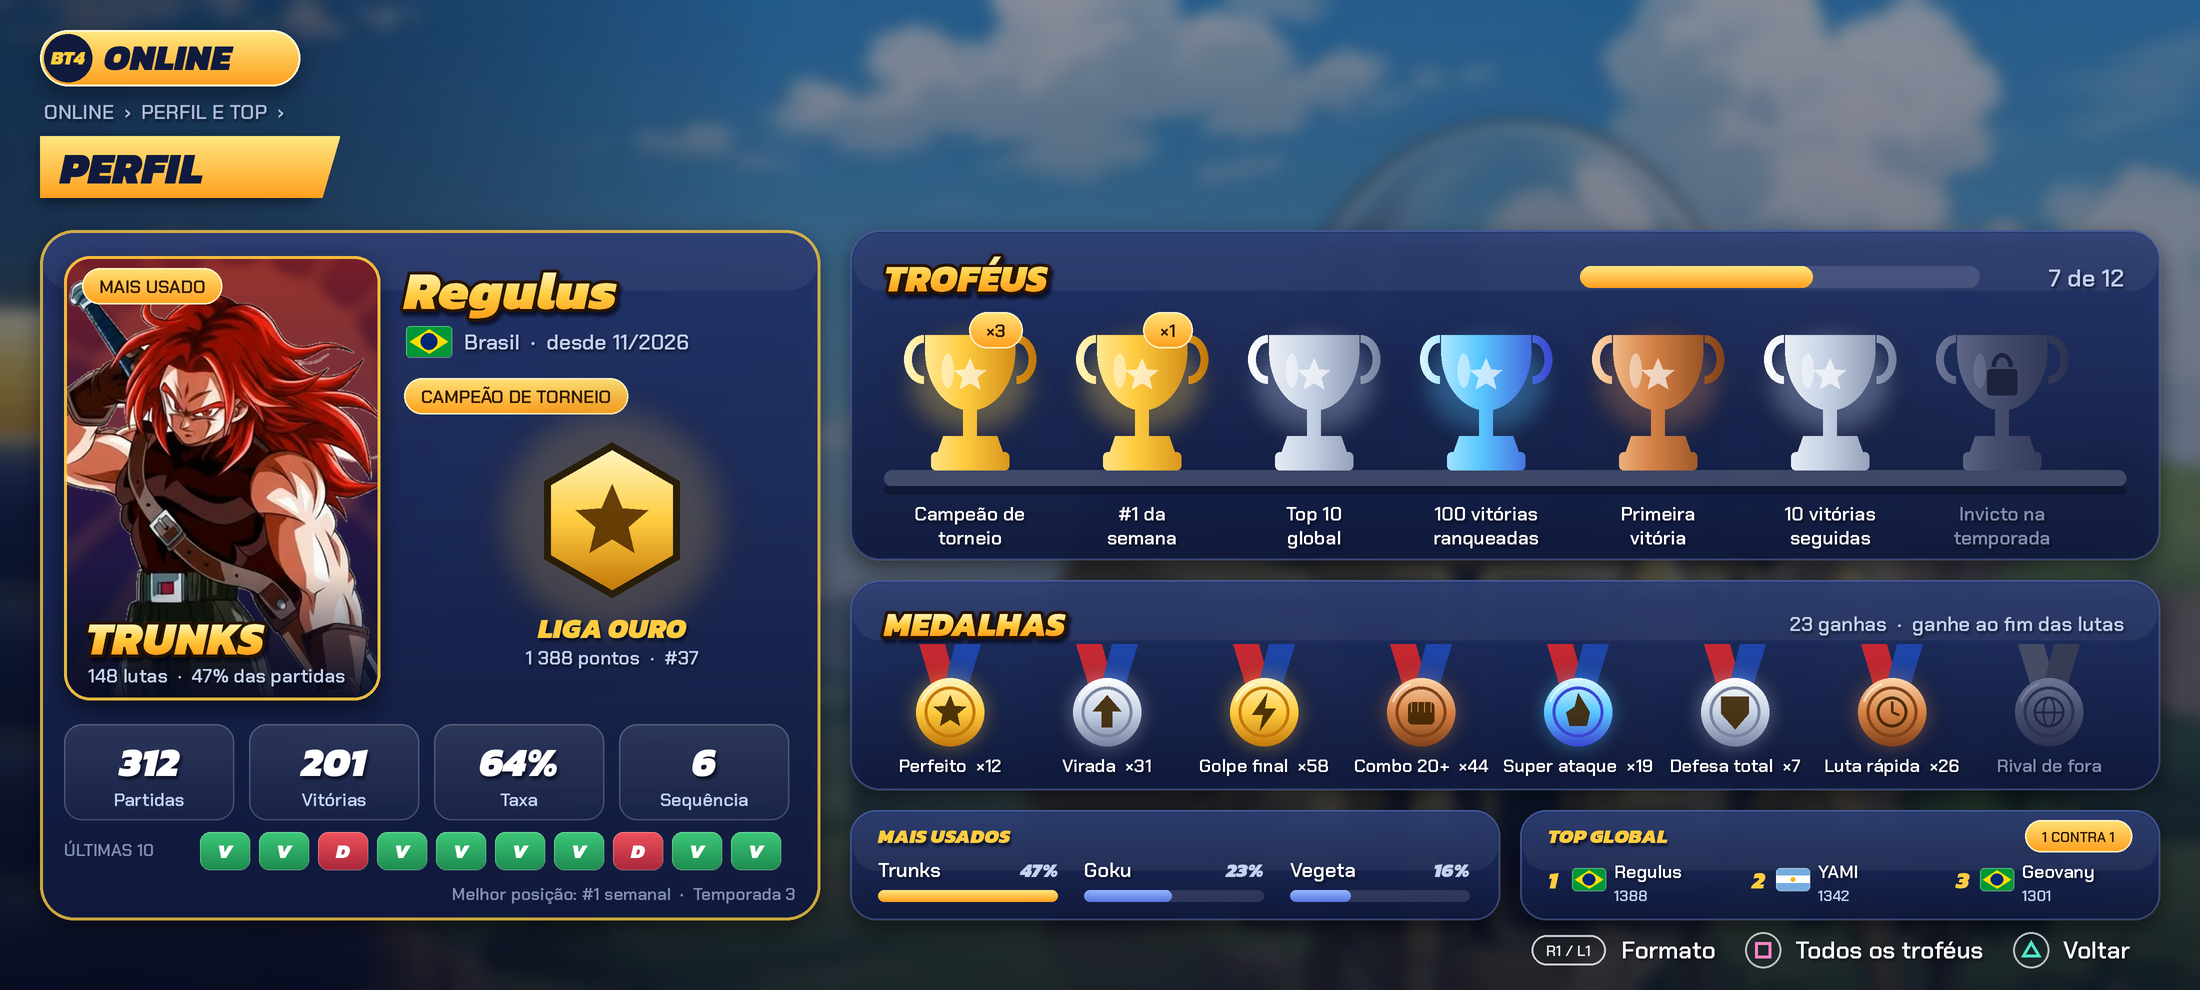 BT4 ONLINE
ONLINE › PERFIL E TOP ›
PERFIL
MAIS USADO
TRUNKS
148 lutas · 47% das partidas
Regulus
Brasil · desde 11/2026
CAMPEÃO DE TORNEIO
LIGA OURO
1 388 pontos · #37
312
Partidas
201
Vitórias
64%
Taxa
6
Sequência
ÚLTIMAS 10 V V D V V V V D V V
Melhor posição: #1 semanal · Temporada 3
TROFÉUS
7 de 12
×3
×1
Campeão de
torneio
#1 da
semana
Top 10
global
100 vitórias
ranqueadas
Primeira
vitória
10 vitórias
seguidas
Invicto na
temporada
MEDALHAS
23 ganhas · ganhe ao fim das lutas
Perfeito ×12
Virada ×31
Golpe final ×58
Combo 20+ ×44
Super ataque ×19
Defesa total ×7
Luta rápida ×26
Rival de fora
MAIS USADOS
Trunks 47%
Goku 23%
Vegeta 16%
TOP GLOBAL
1 CONTRA 1
1 Regulus
1388
2 YAMI
1342
3 Geovany
1301
R1 / L1 Formato
Todos os troféus
Voltar